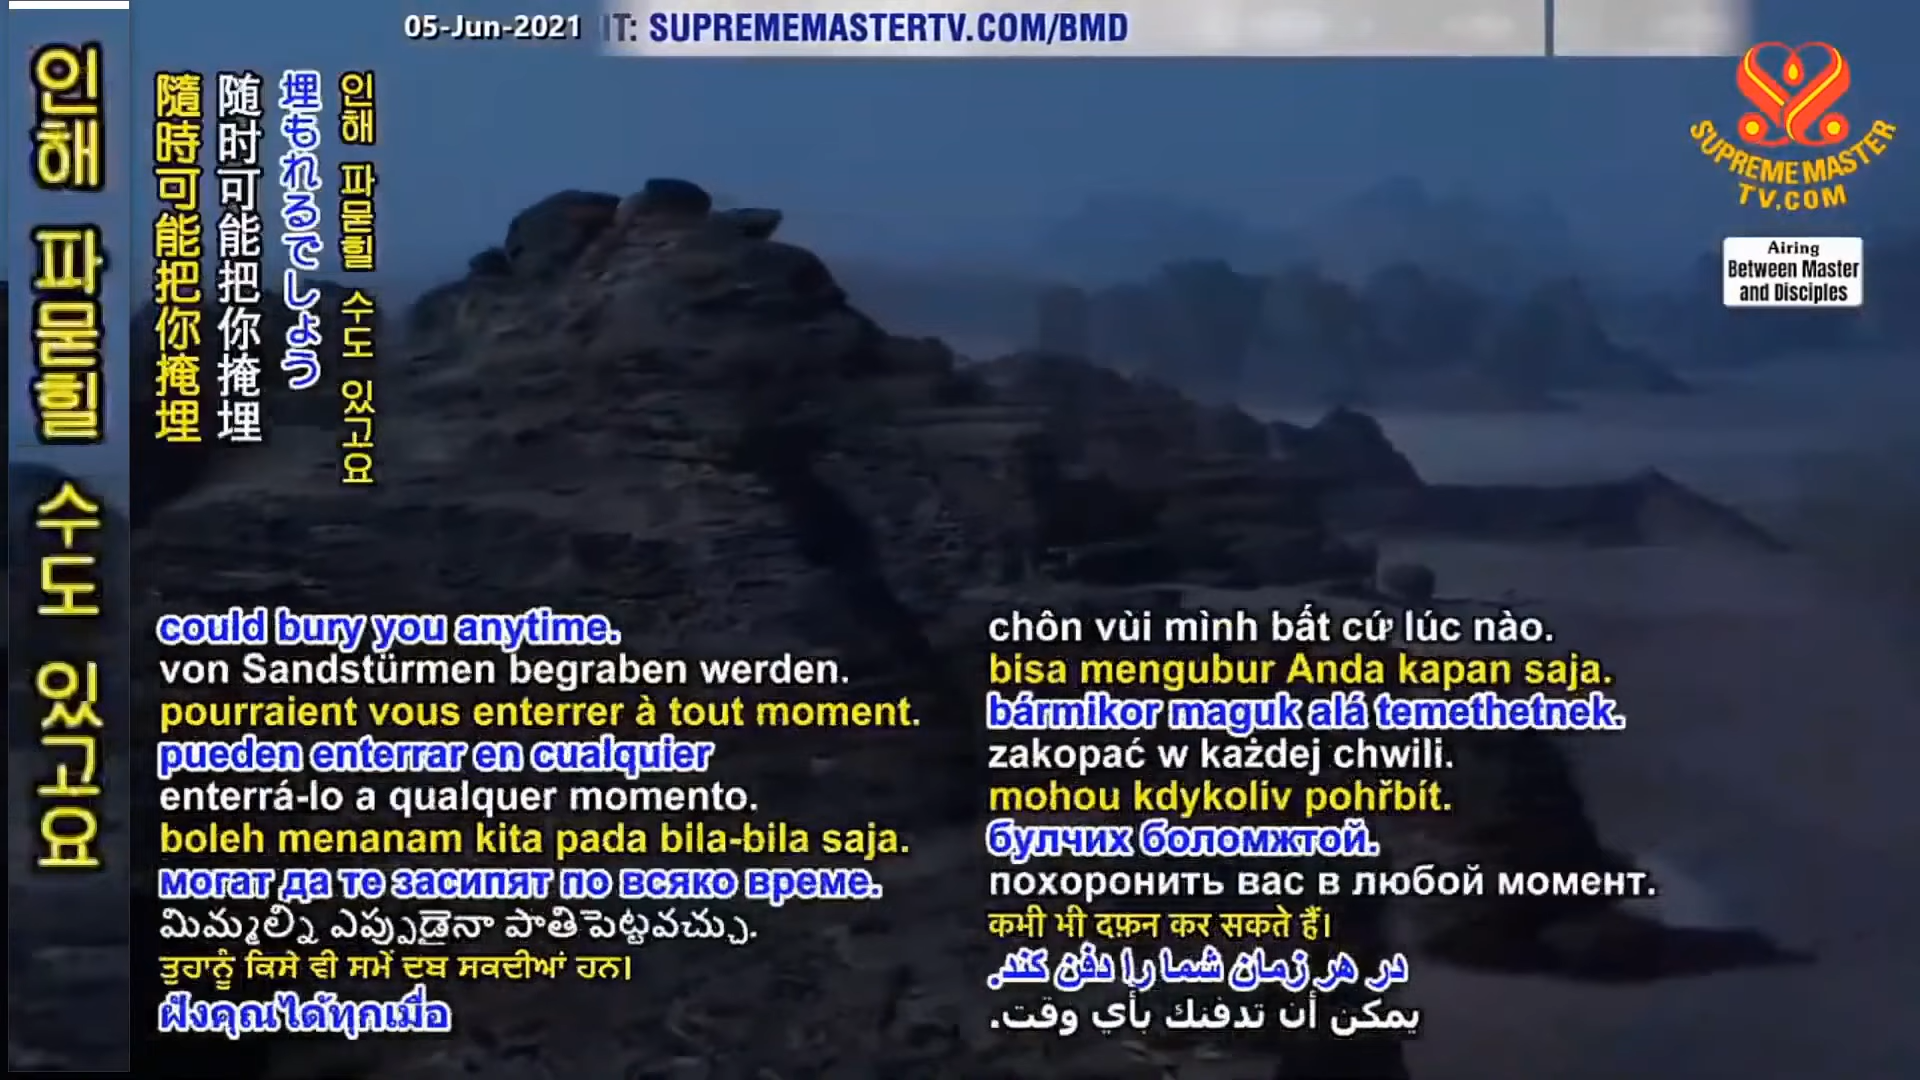 05-Jun-2021
IT: SUPREMEMASTERTV.COM/BMD
SUPREME MASTER
TV.COM
Airing
Between Master
and Disciples
인해 파묻힐 수도 있고요
隨時可能把你掩埋
随时可能把你掩埋
埋もれるでしょう
인해 파묻힐 수도 있고요
could bury you anytime.
von Sandstürmen begraben werden.
pourraient vous enterrer à tout moment.
pueden enterrar en cualquier
enterrá-lo a qualquer momento.
boleh menanam kita pada bila-bila saja.
могат да те засипят по всяко време.
మిమ్మల్ని ఎప్పుడైనా పాతిపెట్టవచ్చు.
ਤੁਹਾਨੂੰ ਕਿਸੇ ਵੀ ਸਮੇਂ ਦਬ ਸਕਦੀਆਂ ਹਨ।
ฝังคุณได้ทุกเมื่อ
chôn vùi mình bất cứ lúc nào.
bisa mengubur Anda kapan saja.
bármikor maguk alá temethetnek.
zakopać w każdej chwili.
mohou kdykoliv pohřbít.
булчих боломжтой.
похоронить вас в любой момент.
कभी भी दफ़न कर सकते हैं।
در هر زمان شما را دفن کند.
يمكن أن تدفنك بأي وقت.